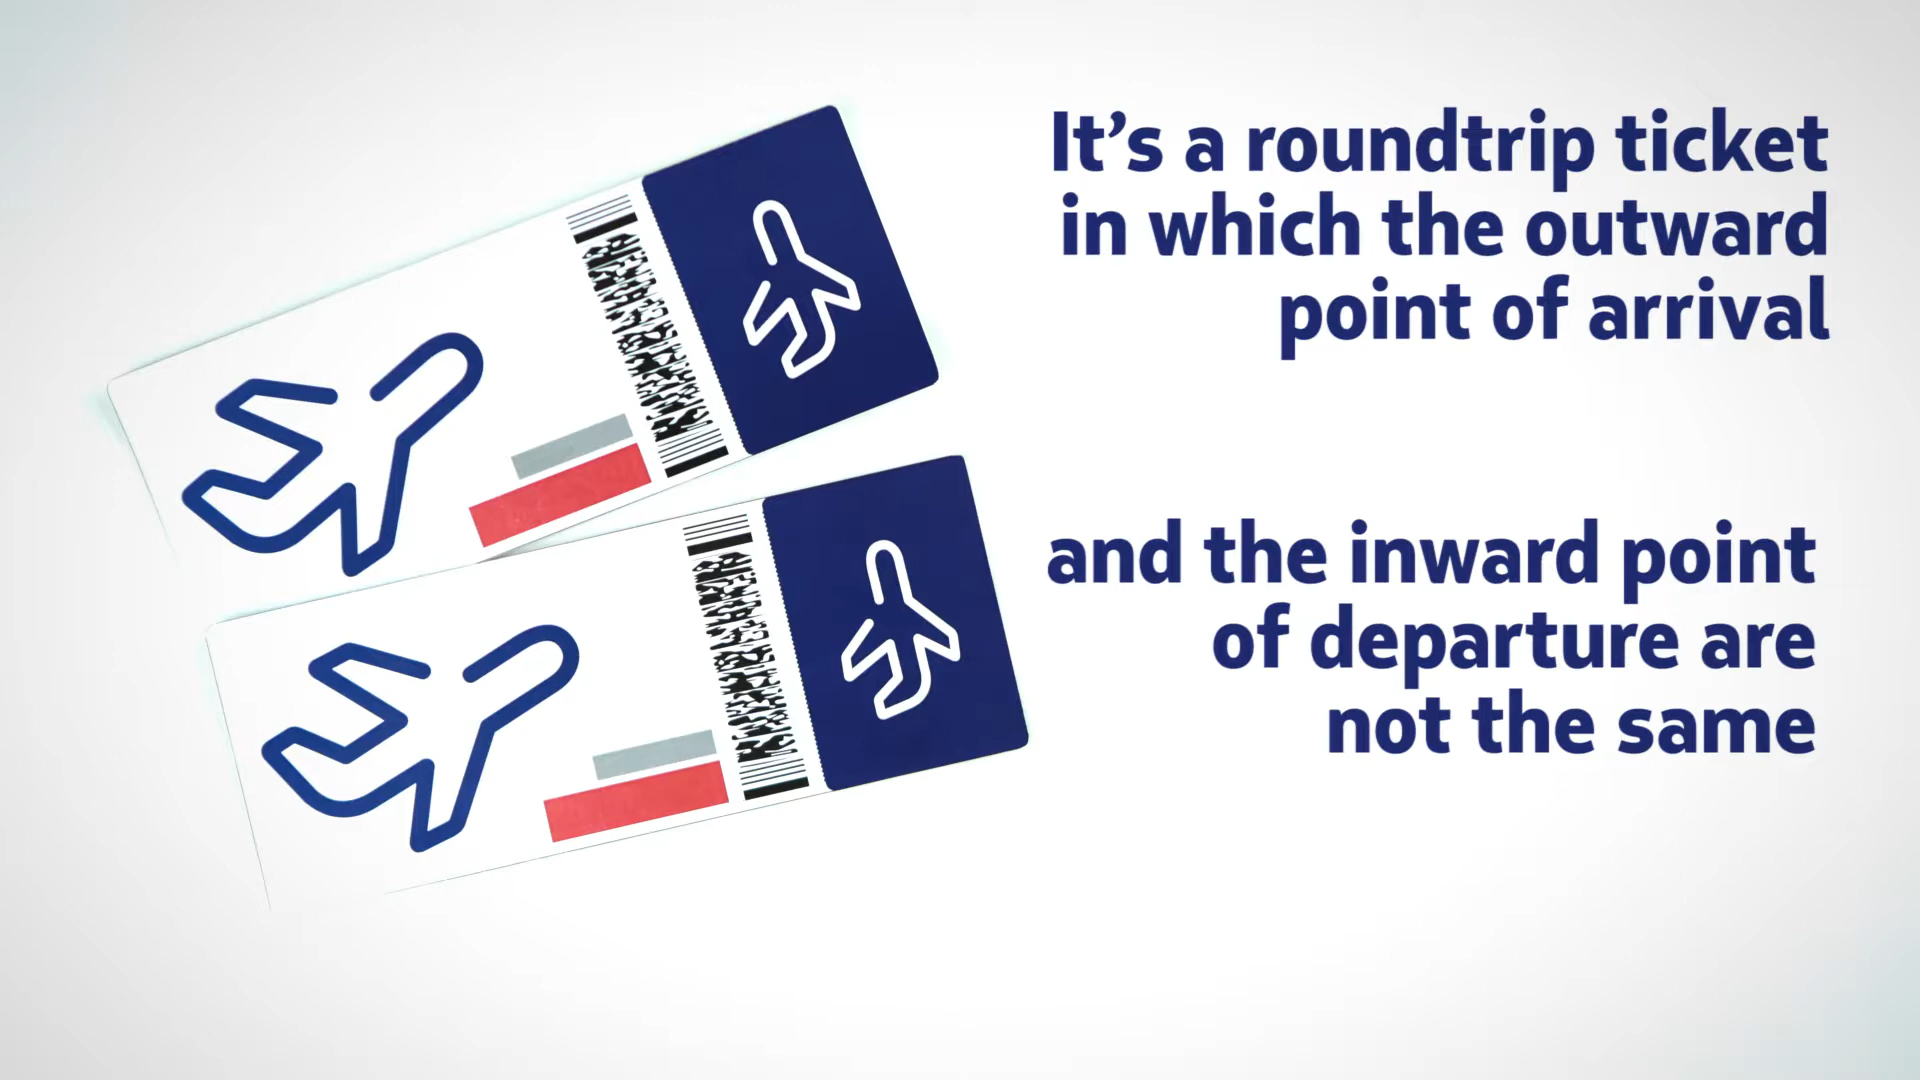 It’s a roundtrip ticket
in which the outward
point of arrival
and the inward point
of departure are
not the same